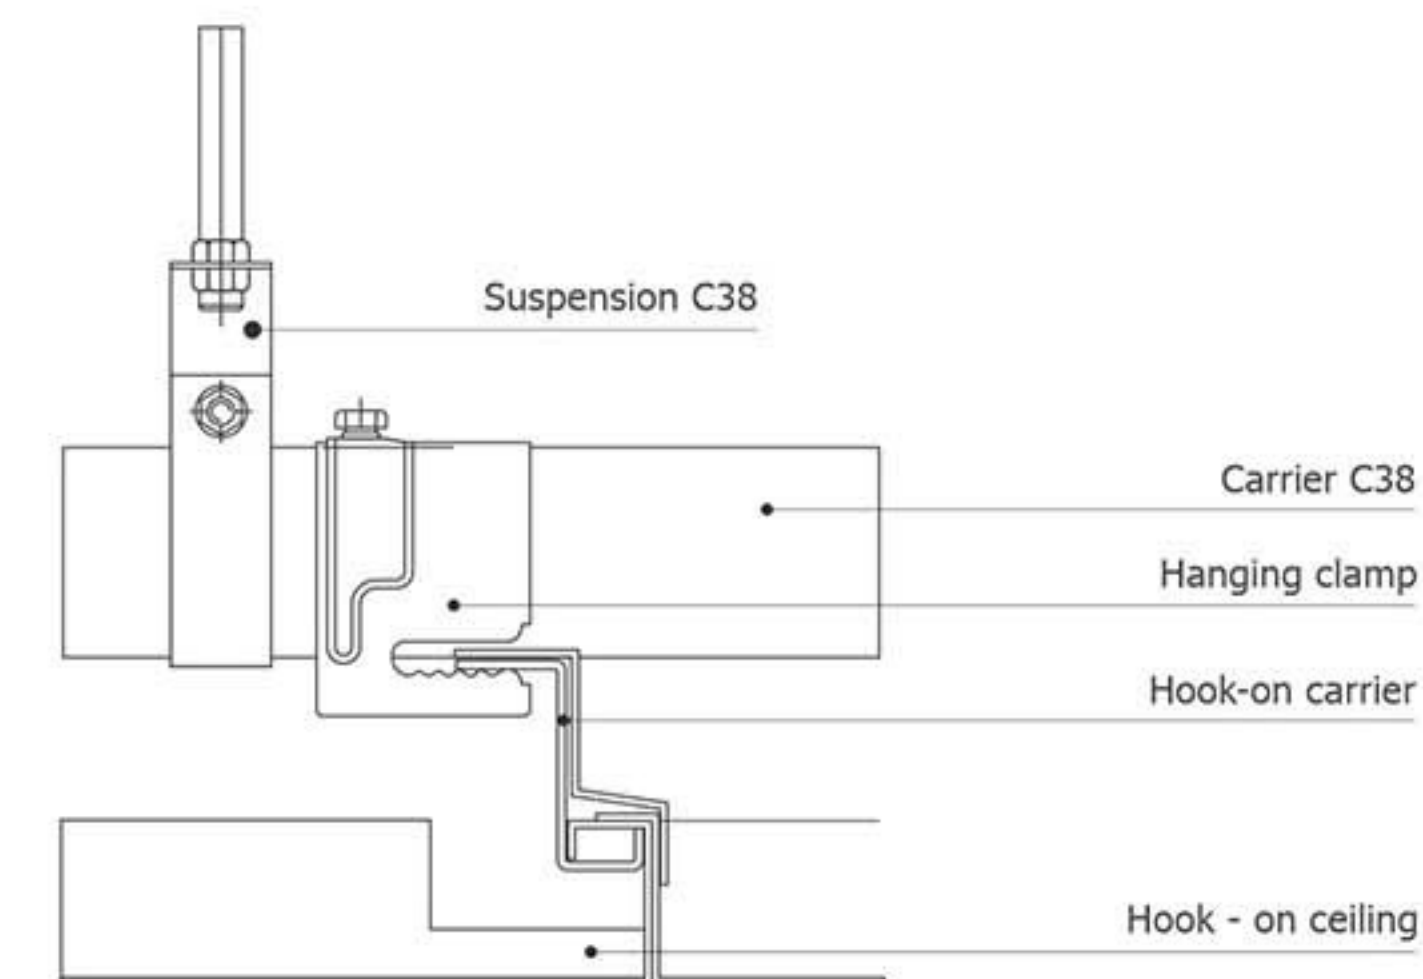 Suspension C38
Carrier C38
Hanging clamp
Hook-on carrier
Hook - on ceiling